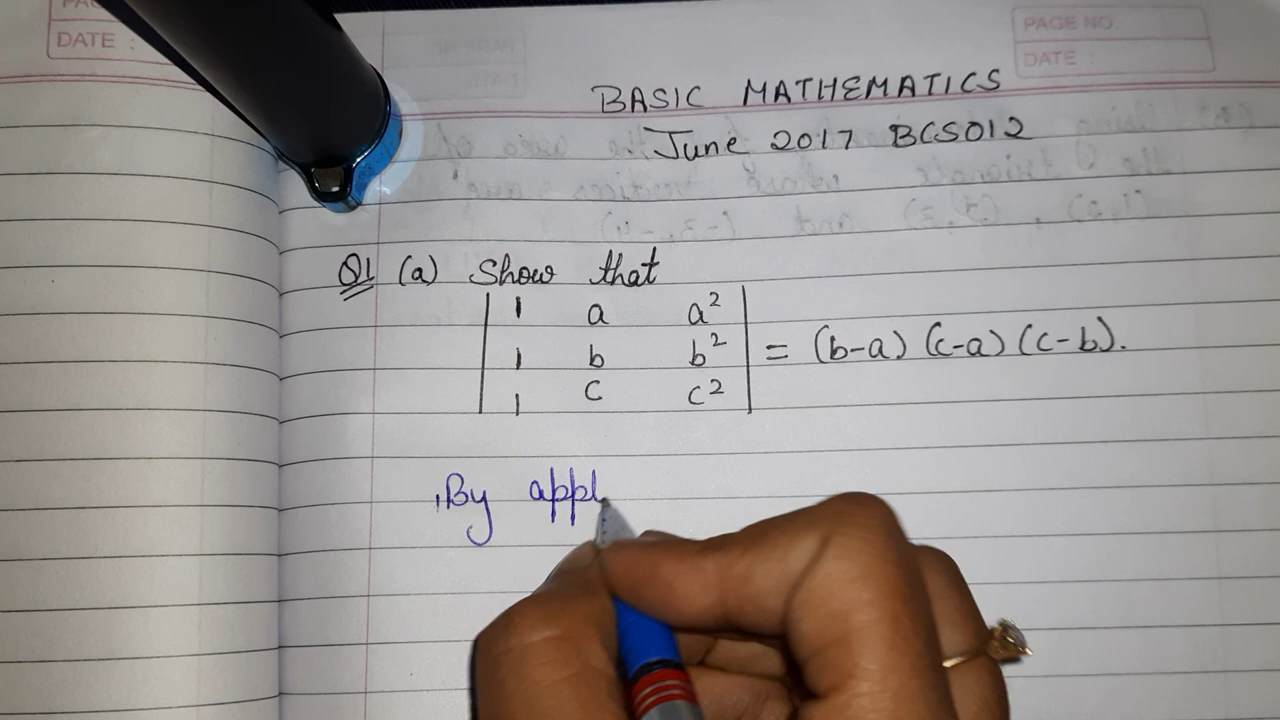 PAGE NO.
DATE :
DATE :
BASIC MATHEMATICS
June 2017 BCS012
Q1 (a) Show that
| 1 a a² |
| 1 b b² | = (b-a) (c-a) (c-b).
| 1 c c² |
By appl